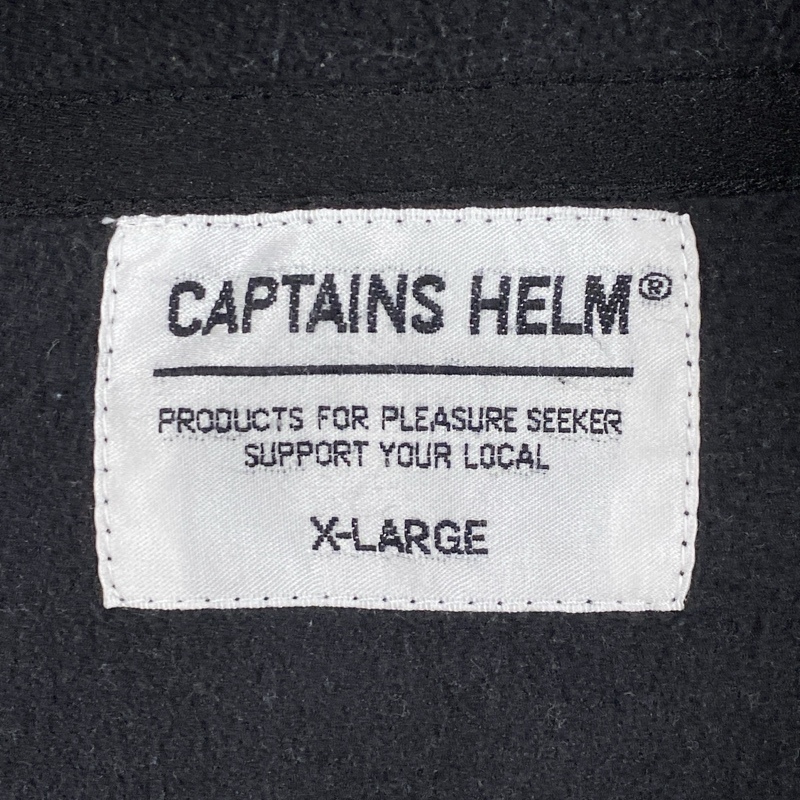 CAPTAINS HELM®
PRODUCTS FOR PLEASURE SEEKER
SUPPORT YOUR LOCAL
X-LARGE